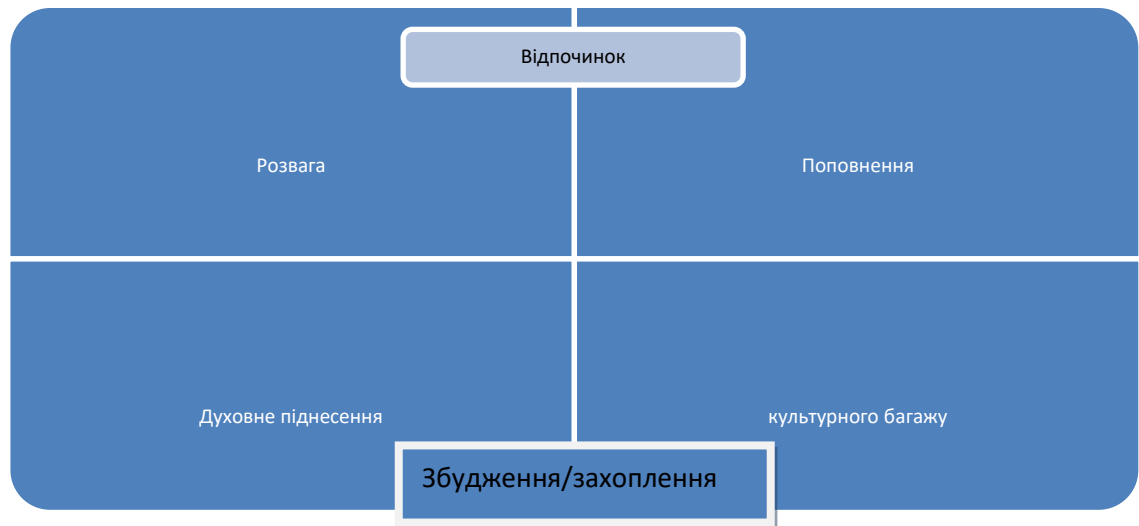 Відпочинок
Розвага
Поповнення
Духовне піднесення
культурного багажу
Збудження/захоплення